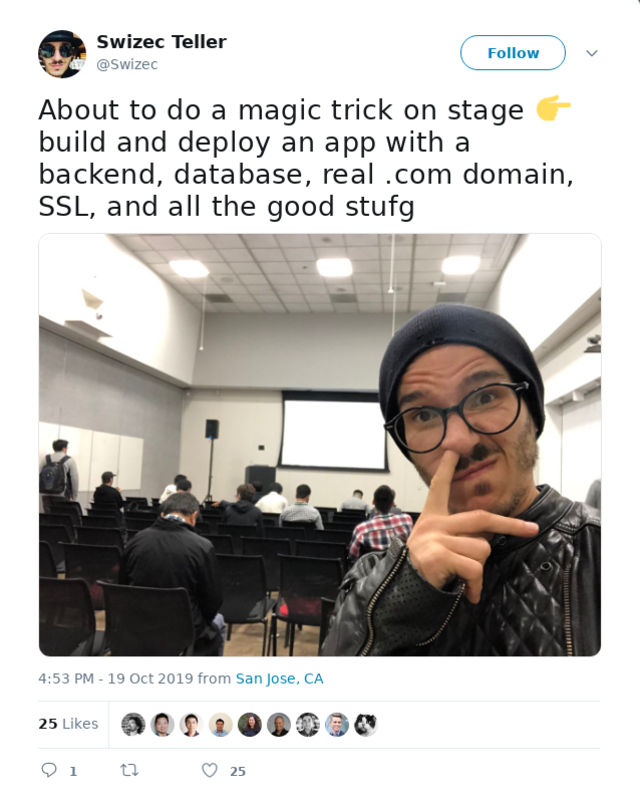 Swizec Teller
@Swizec
Follow
About to do a magic trick on stage 👉
build and deploy an app with a
backend, database, real .com domain,
SSL, and all the good stufg
4:53 PM - 19 Oct 2019 from San Jose, CA
25 Likes
1
25